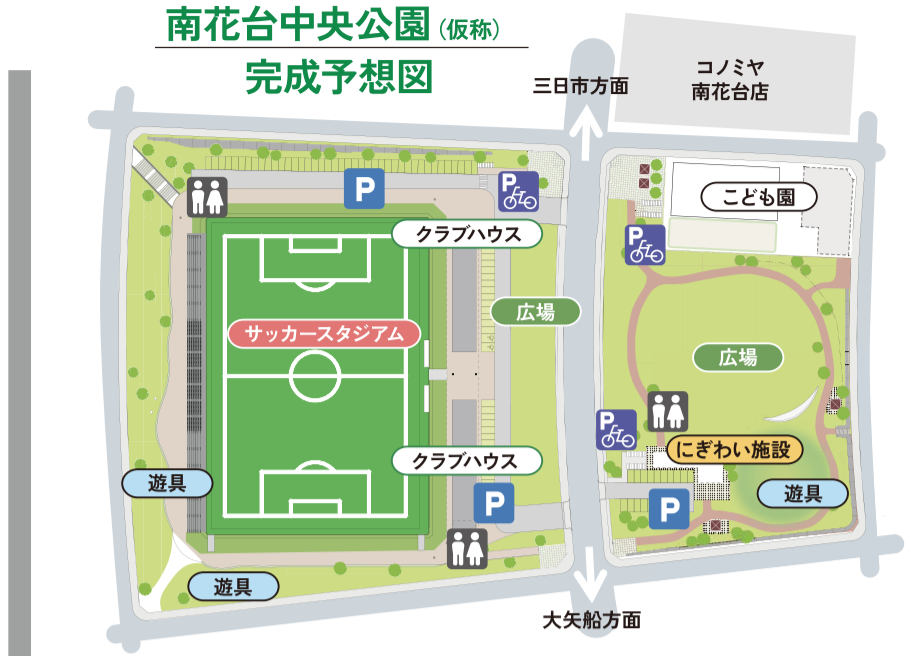 南花台中央公園(仮称)
完成予想図
三日市方面
コノミヤ
南花台店
P
P
こども園
クラブハウス
P
広場
サッカースタジアム
広場
P
にぎわい施設
クラブハウス
遊具
P
P
遊具
遊具
大矢船方面